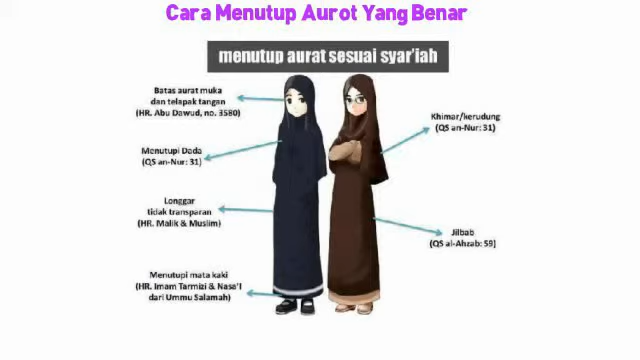 Cara Menutup Aurot Yang Benar
menutup aurat sesuai syar'iah
Batas aurat muka
dan telapak tangan
(HR. Abu Dawud, no. 3580)
Menutupi Dada
(QS an-Nur: 31)
Longgar
tidak transparan
(HR. Malik & Muslim)
Menutupi mata kaki
(HR. Imam Tarmizi & Nasa'I
dari Ummu Salamah)
Khimar/kerudung
(QS an-Nur: 31)
Jilbab
(QS al-Ahzab: 59)